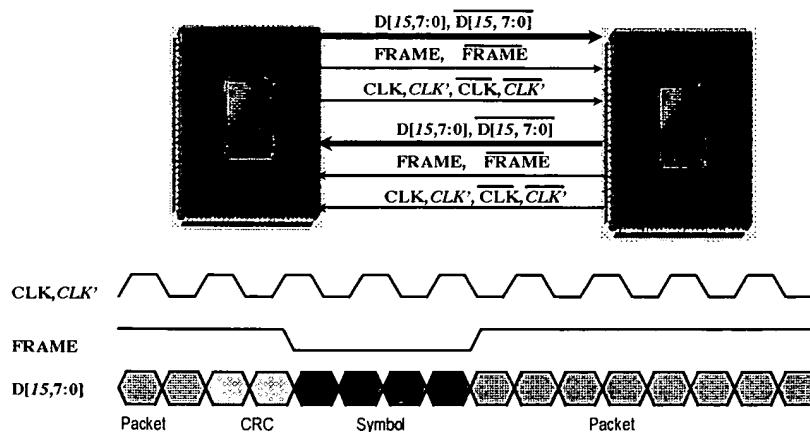 D[15,7:0], D[15, 7:0]
FRAME, FRAME
CLK,CLK',CLK,CLK'
D[15,7:0], D[15, 7:0]
FRAME, FRAME
CLK,CLK',CLK,CLK'
CLK,CLK'
FRAME
D[15,7:0]
Packet CRC Symbol Packet